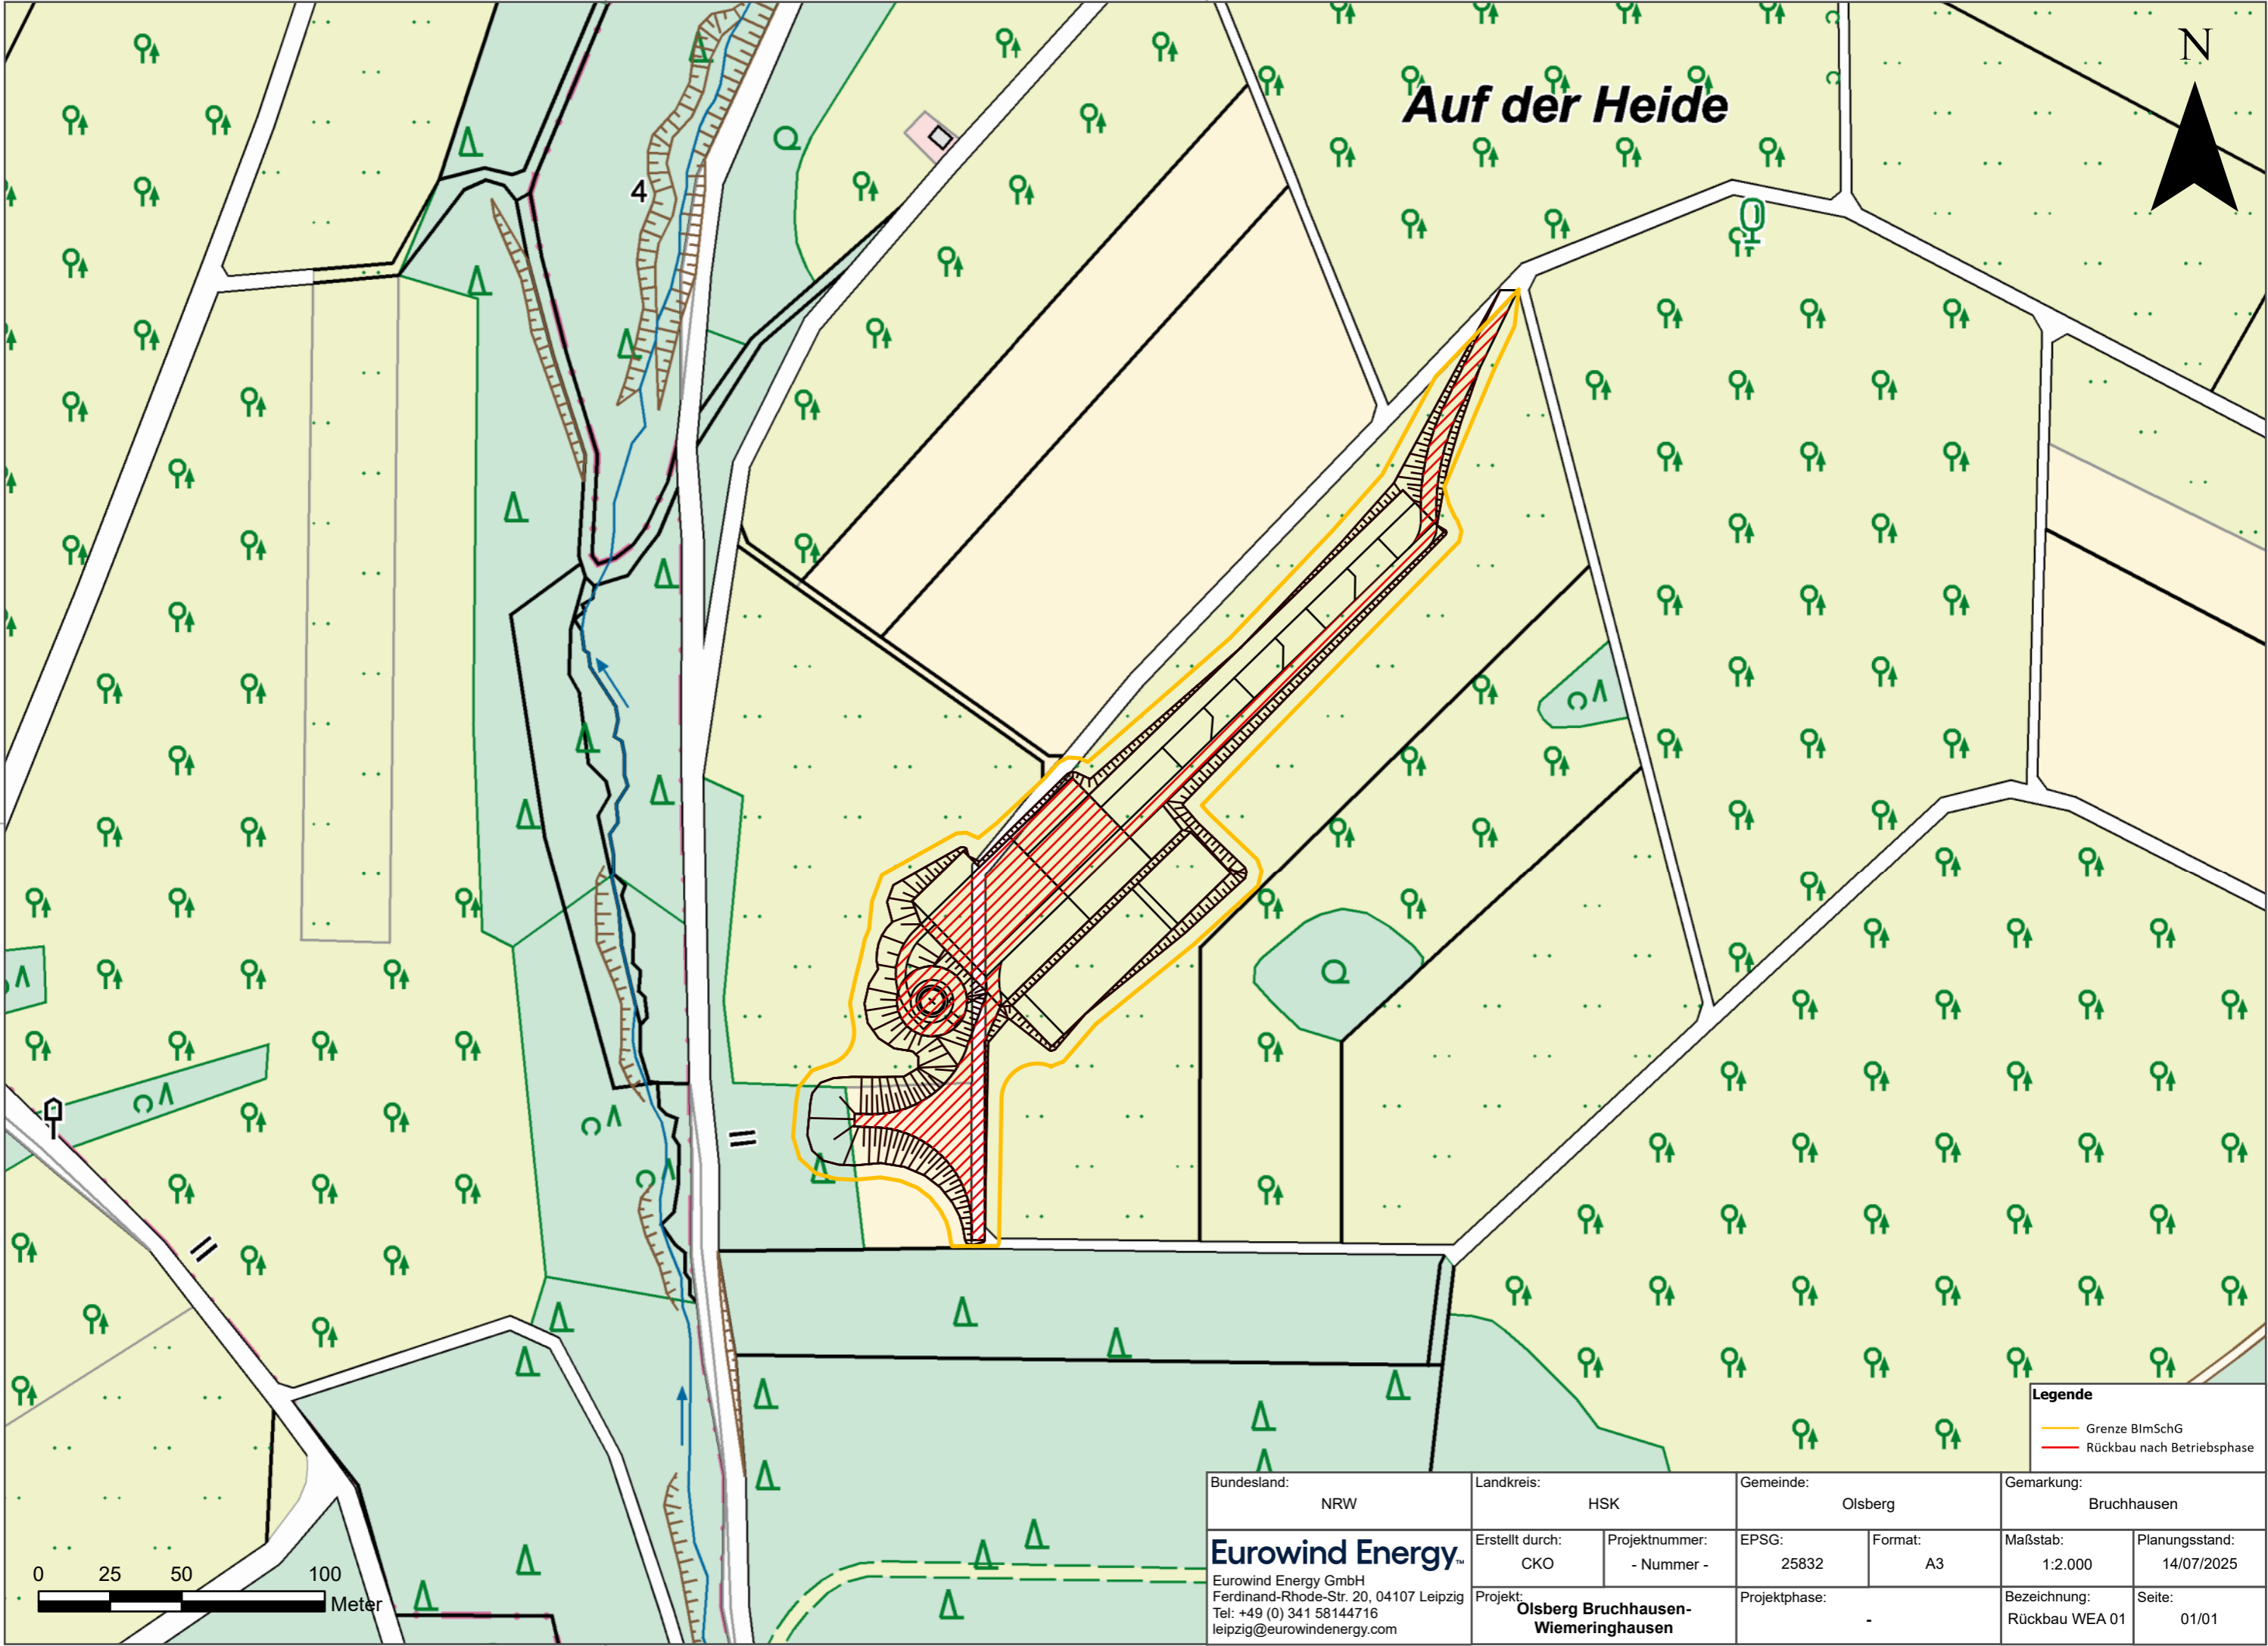 N
Auf der Heide
4
Legende
Grenze BImSchG
Rückbau nach Betriebsphase
Bundesland:
NRW
Landkreis:
HSK
Gemeinde:
Olsberg
Gemarkung:
Bruchhausen
Eurowind Energy™
Eurowind Energy GmbH
Ferdinand-Rhode-Str. 20, 04107 Leipzig
Tel: +49 (0) 341 58144716
leipzig@eurowindenergy.com
Erstellt durch:
CKO
Projektnummer:
- Nummer -
EPSG:
25832
Format:
A3
Maßstab:
1:2.000
Planungsstand:
14/07/2025
Projekt:
Olsberg Bruchhausen-
Wiemeringhausen
Projektphase:
-
Bezeichnung:
Rückbau WEA 01
Seite:
01/01
0 25 50 100
Meter